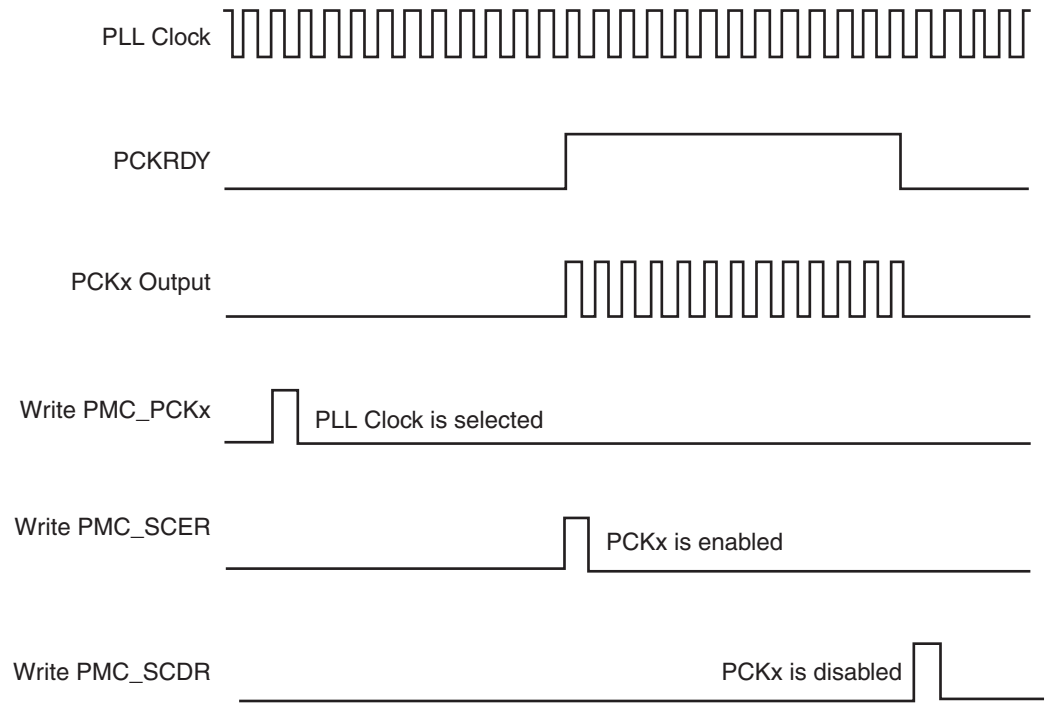 PLL Clock
PCKRDY
PCKx Output
Write PMC_PCKx
PLL Clock is selected
Write PMC_SCER
PCKx is enabled
Write PMC_SCDR
PCKx is disabled